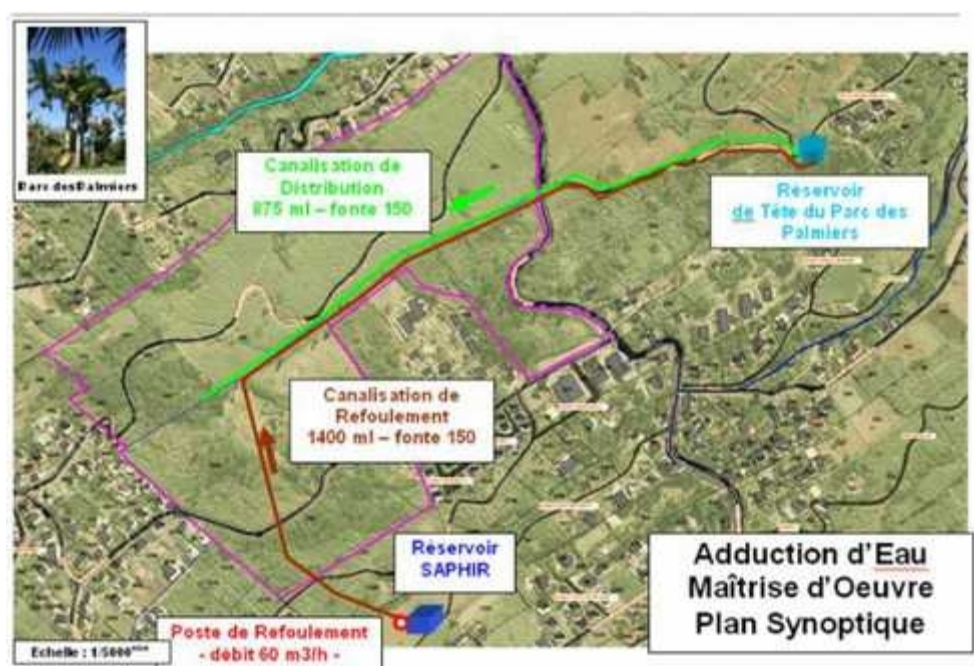 Parc des Palmiers
Canalisation de
Distribution
875 ml – fonte 150
Réservoir
de Tête du Parc des
Palmiers
Canalisation de
Refoulement
1400 ml – fonte 150
Réservoir
SAPHIR
Poste de Refoulement
- débit 60 m3/h -
Adduction d'Eau
Maîtrise d'Oeuvre
Plan Synoptique
Echelle : 1/5000ème